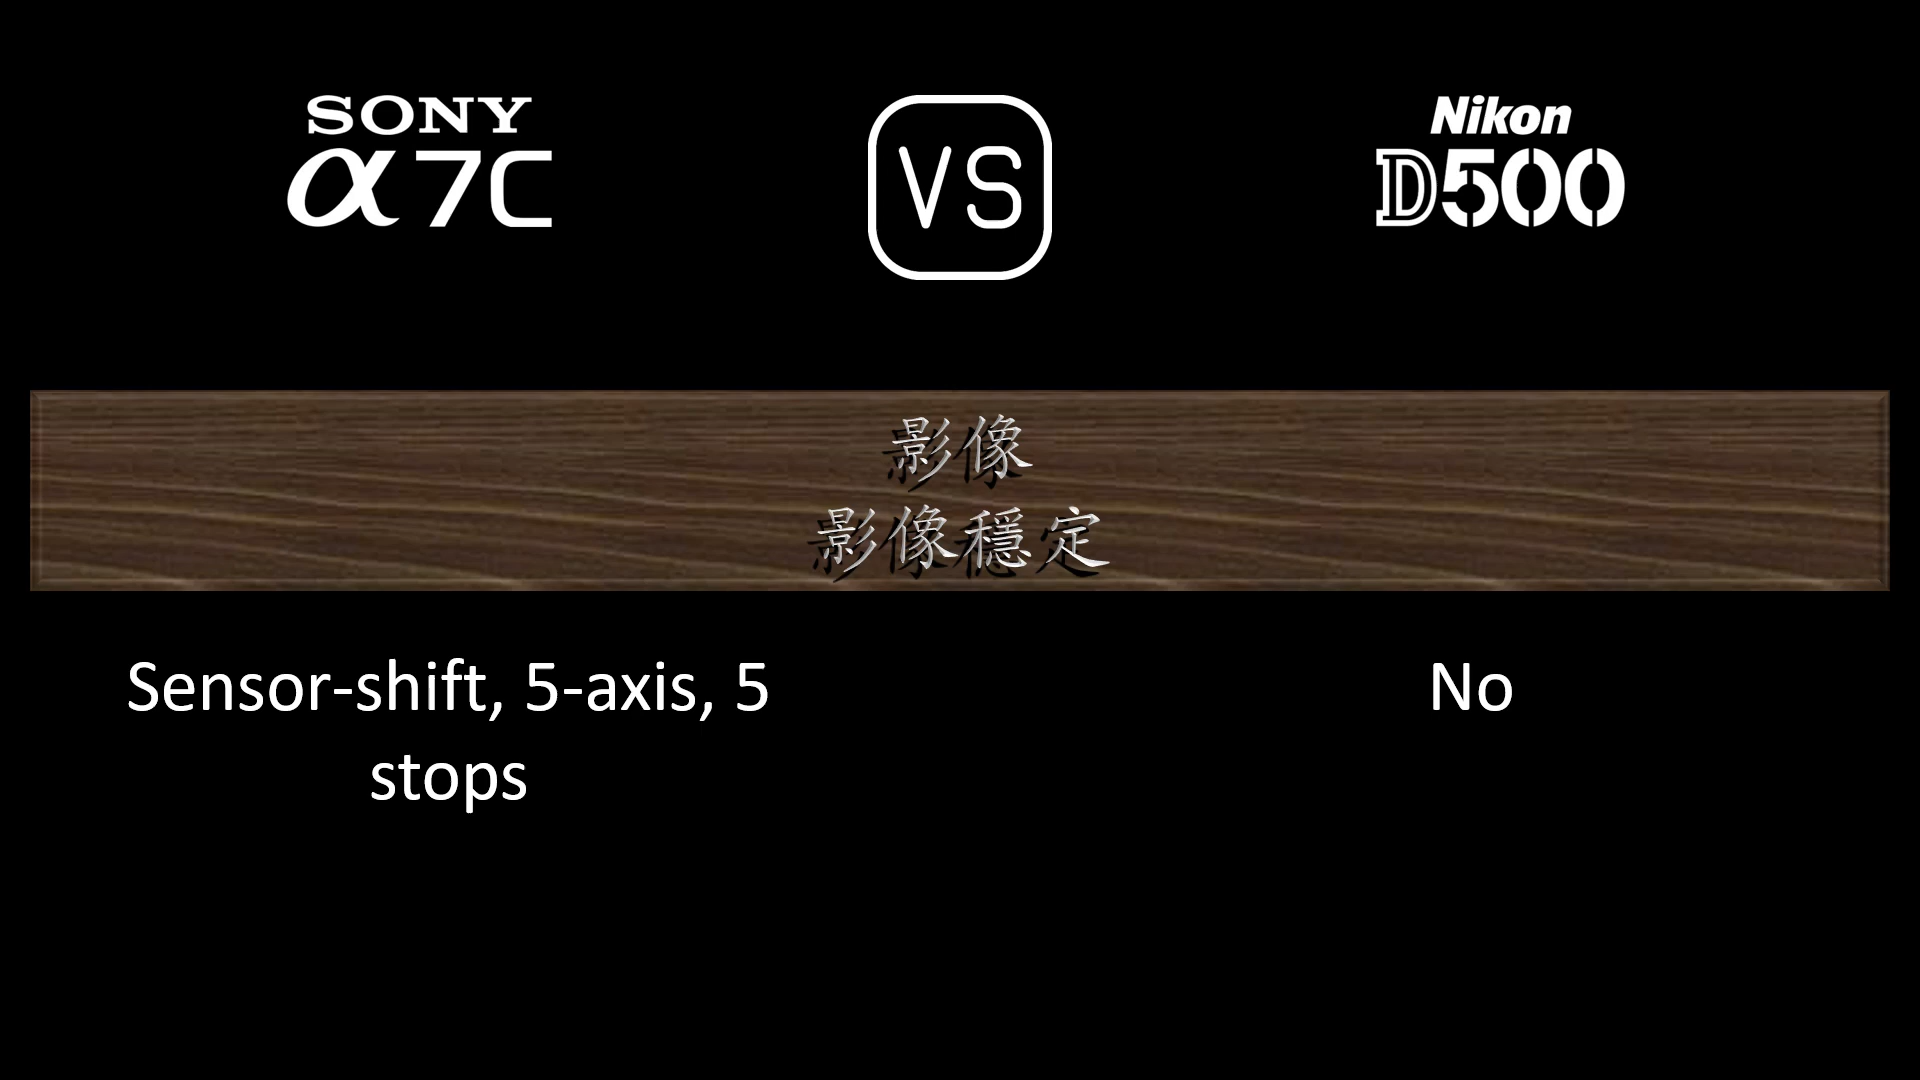 SONY
α7C
VS
Nikon
D500
影像
影像穩定
Sensor-shift, 5-axis, 5
stops
No